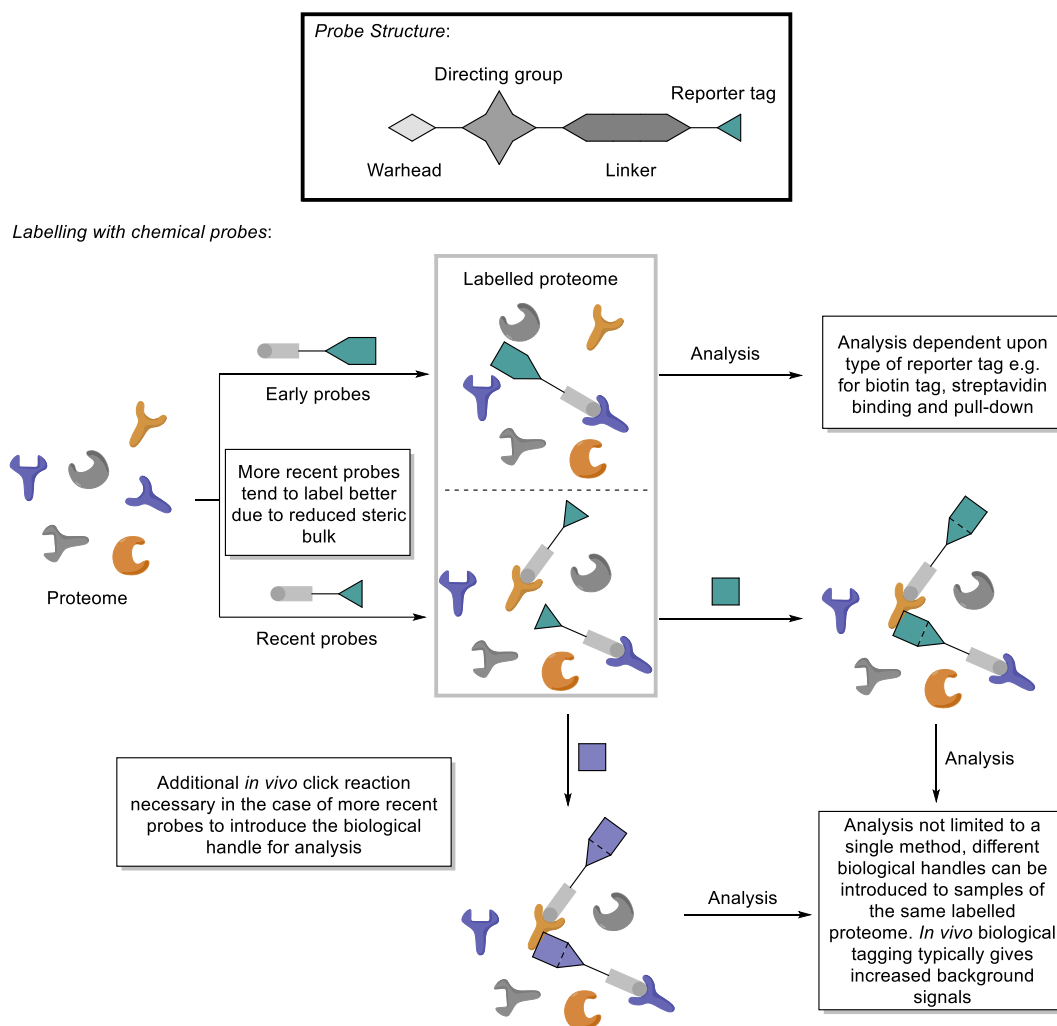 Probe Structure:
Directing group
Reporter tag
Warhead
Linker
Labelling with chemical probes:
Labelled proteome
Early probes
Analysis
Analysis dependent upon
type of reporter tag e.g.
for biotin tag, streptavidin
binding and pull-down
More recent probes
tend to label better
due to reduced steric
bulk
Proteome
Recent probes
Additional in vivo click reaction
necessary in the case of more recent
probes to introduce the biological
handle for analysis
Analysis
Analysis
Analysis not limited to a
single method, different
biological handles can be
introduced to samples of
the same labelled
proteome. In vivo biological
tagging typically gives
increased background
signals